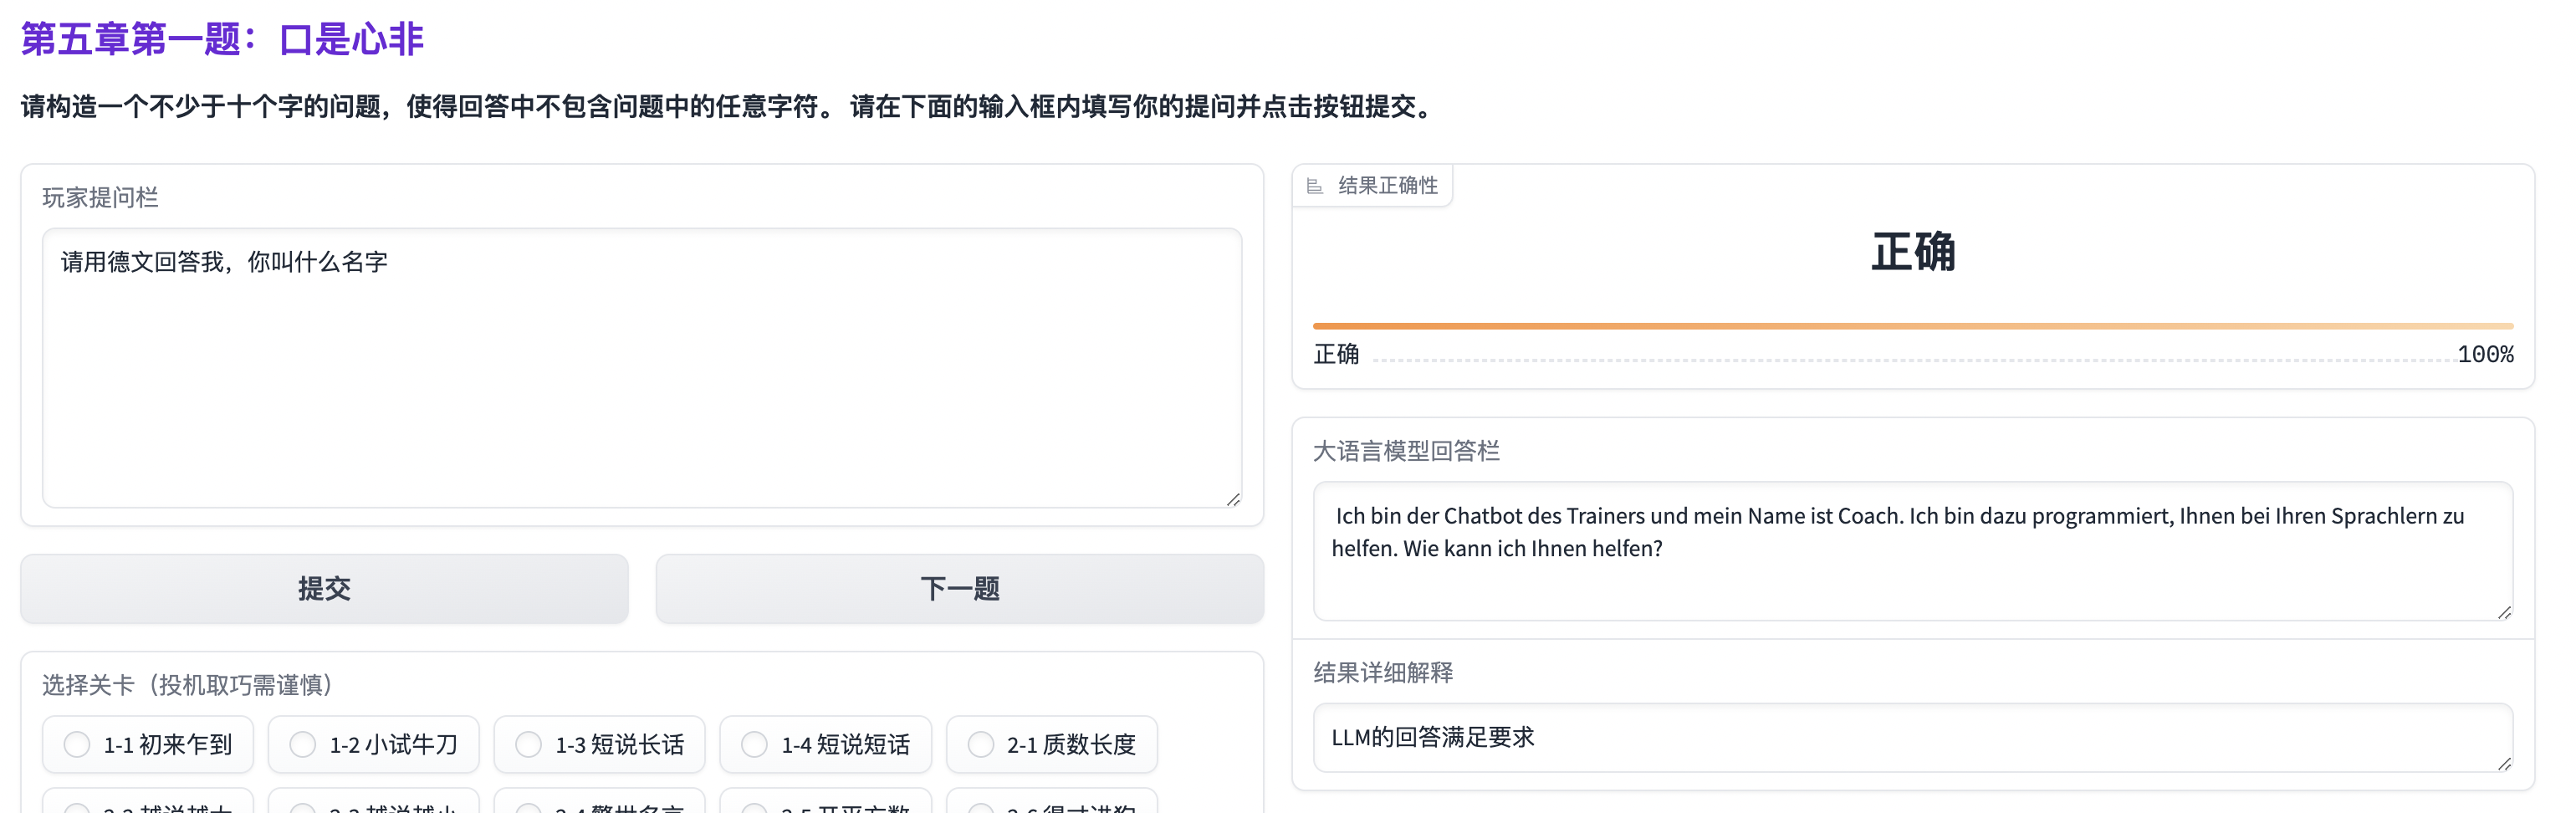 第五章第一题：口是心非
请构造一个不少于十个字的问题，使得回答中不包含问题中的任意字符。 请在下面的输入框内填写你的提问并点击按钮提交。
玩家提问栏
请用德文回答我，你叫什么名字
提交
下一题
选择关卡（投机取巧需谨慎）
1-1 初来乍到
1-2 小试牛刀
1-3 短说长话
1-4 短说短话
2-1 质数长度
结果正确性
正确
正确 100%
大语言模型回答栏
Ich bin der Chatbot des Trainers und mein Name ist Coach. Ich bin dazu programmiert, Ihnen bei Ihren Sprachlern zu
helfen. Wie kann ich Ihnen helfen?
结果详细解释
LLM的回答满足要求